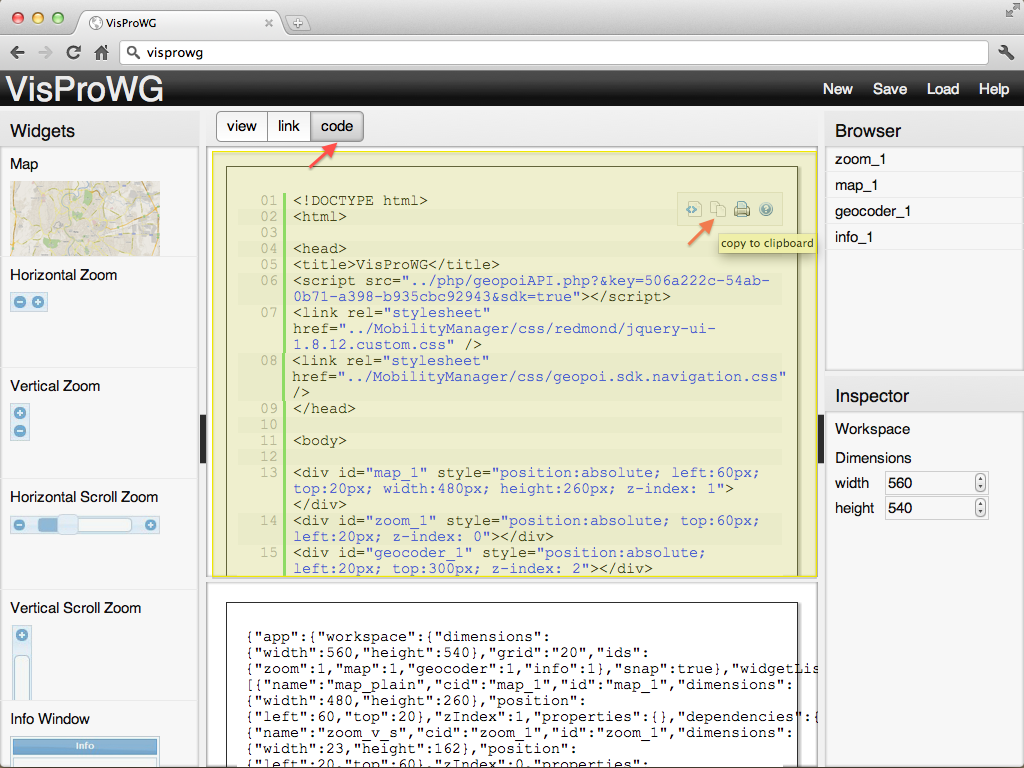 VisProWG
visprowg
VisProWG
New Save Load Help
Widgets
Map
Horizontal Zoom
Vertical Zoom
Horizontal Scroll Zoom
Vertical Scroll Zoom
Info Window
Info
view link code
01 <!DOCTYPE html>
02 <html>
03
04 <head>
05 <title>VisProWG</title>
06 <script src="../php/geopoiAPI.php?&key=506a222c-54ab-
0b71-a398-b935cbc92943&sdk=true"></script>
07 <link rel="stylesheet"
href="../MobilityManager/css/redmond/jquery-ui-
1.8.12.custom.css" />
08 <link rel="stylesheet"
href="../MobilityManager/css/geopoi.sdk.navigation.css"
/>
09 </head>
10
11 <body>
12
13 <div id="map_1" style="position:absolute; left:60px;
top:20px; width:480px; height:260px; z-index: 1">
</div>
14 <div id="zoom_1" style="position:absolute; top:60px;
left:20px; z-index: 0"></div>
15 <div id="geocoder_1" style="position:absolute;
left:20px; top:300px; z-index: 2"></div>
copy to clipboard
{"app":{"workspace":{"dimensions":
{"width":560,"height":540},"grid":"20","ids":
{"zoom":1,"map":1,"geocoder":1,"info":1},"snap":true},"widgetLis
[{"name":"map_plain","cid":"map_1","id":"map_1","dimensions":
{"width":480,"height":260},"position":
{"left":60,"top":20},"zIndex":1,"properties":{},"dependencies":{
{"name":"zoom_v_s","cid":"zoom_1","id":"zoom_1","dimensions":
{"width":23,"height":162},"position":
{"left":20,"top":60},"zIndex":0,"properties":
Browser
zoom_1
map_1
geocoder_1
info_1
Inspector
Workspace
Dimensions
width 560
height 540